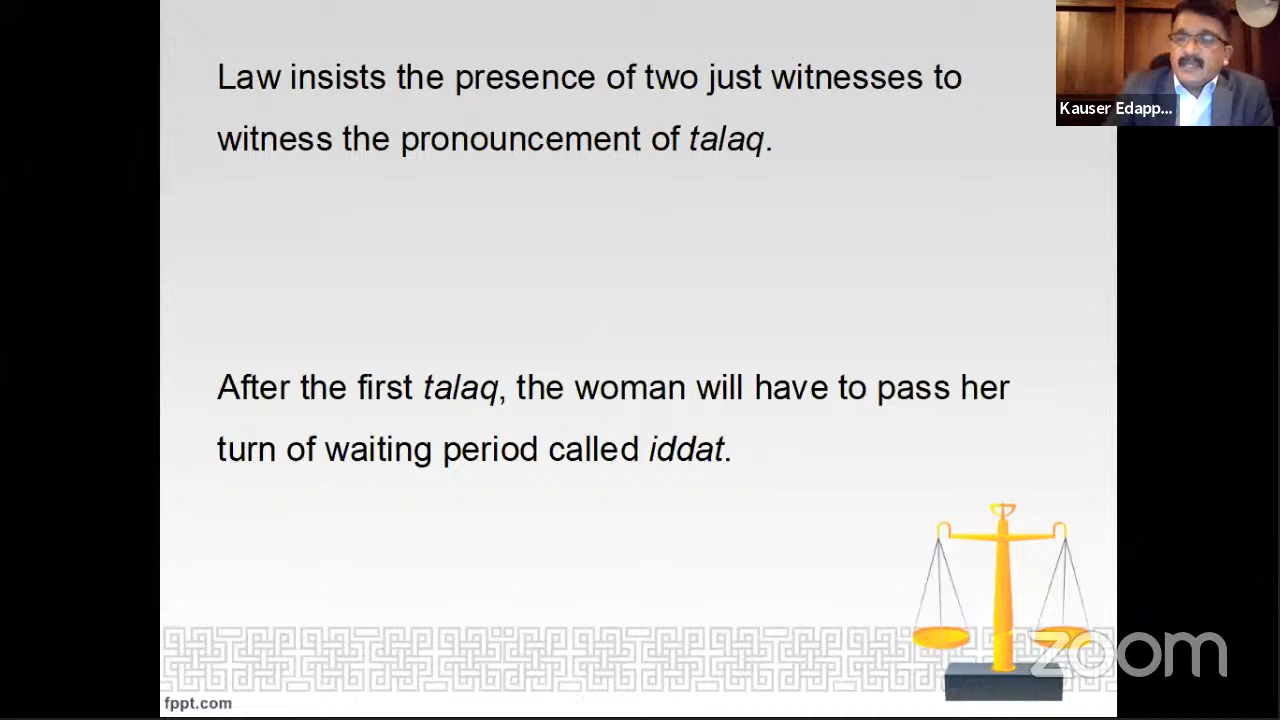 Law insists the presence of two just witnesses to
witness the pronouncement of talaq.
Kauser Edapp...
After the first talaq, the woman will have to pass her
turn of waiting period called iddat.
zoom
fppt.com